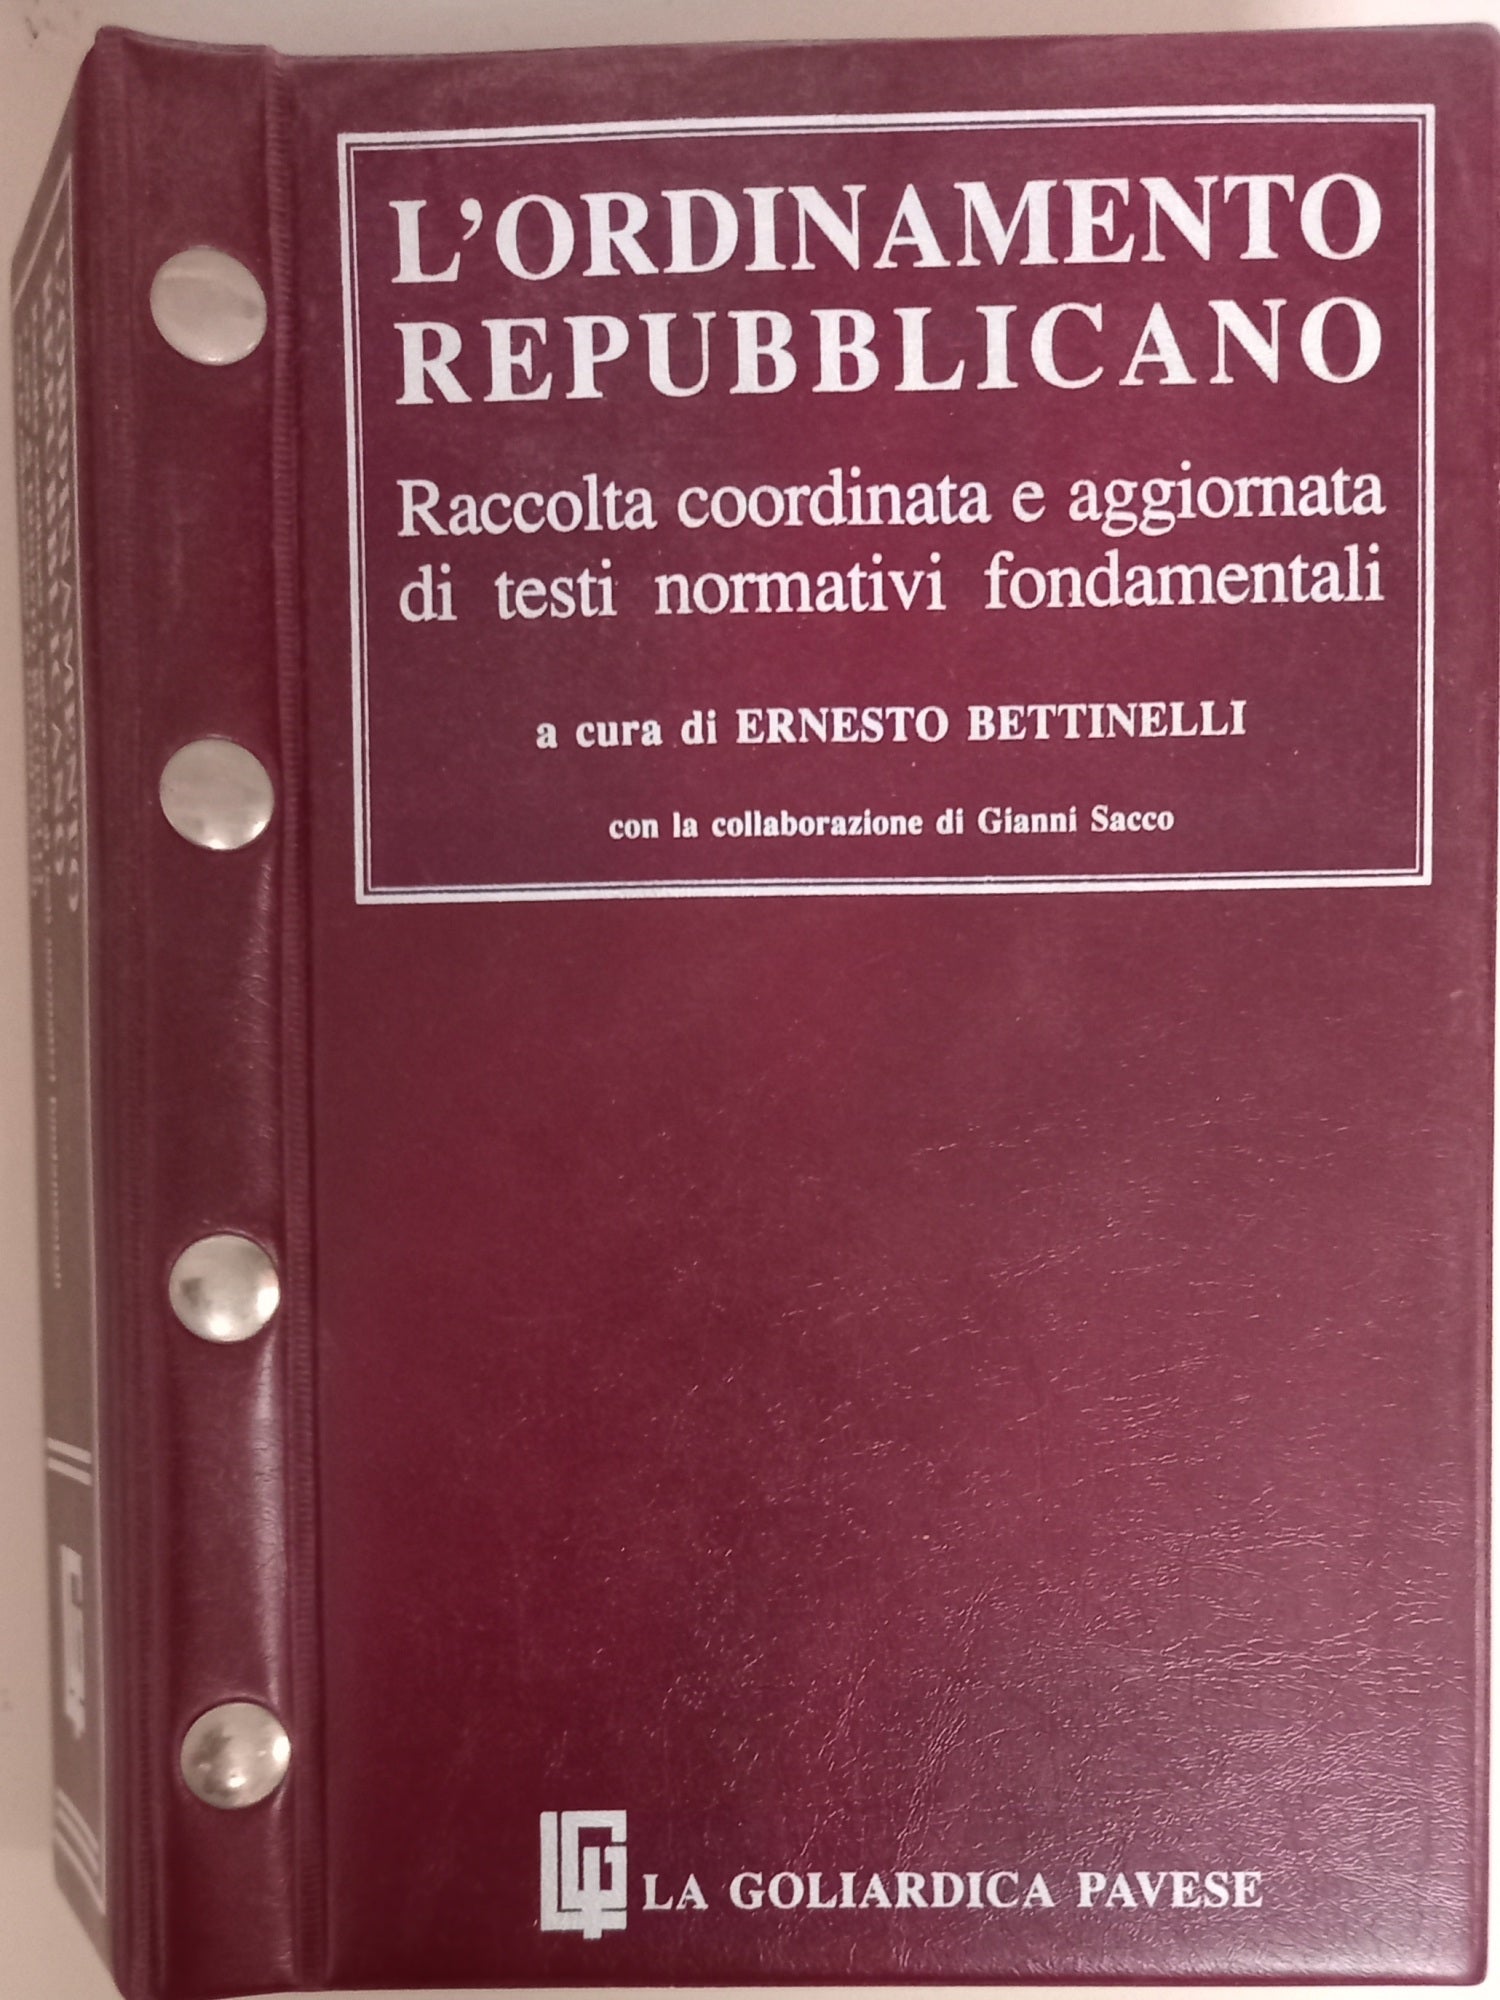 L'ORDINAMENTO
REPUBBLICANO
Raccolta coordinata e aggiornata
di testi normativi fondamentali
a cura di ERNESTO BETTINELLI
con la collaborazione di Gianni Sacco
LA GOLIARDICA PAVESE